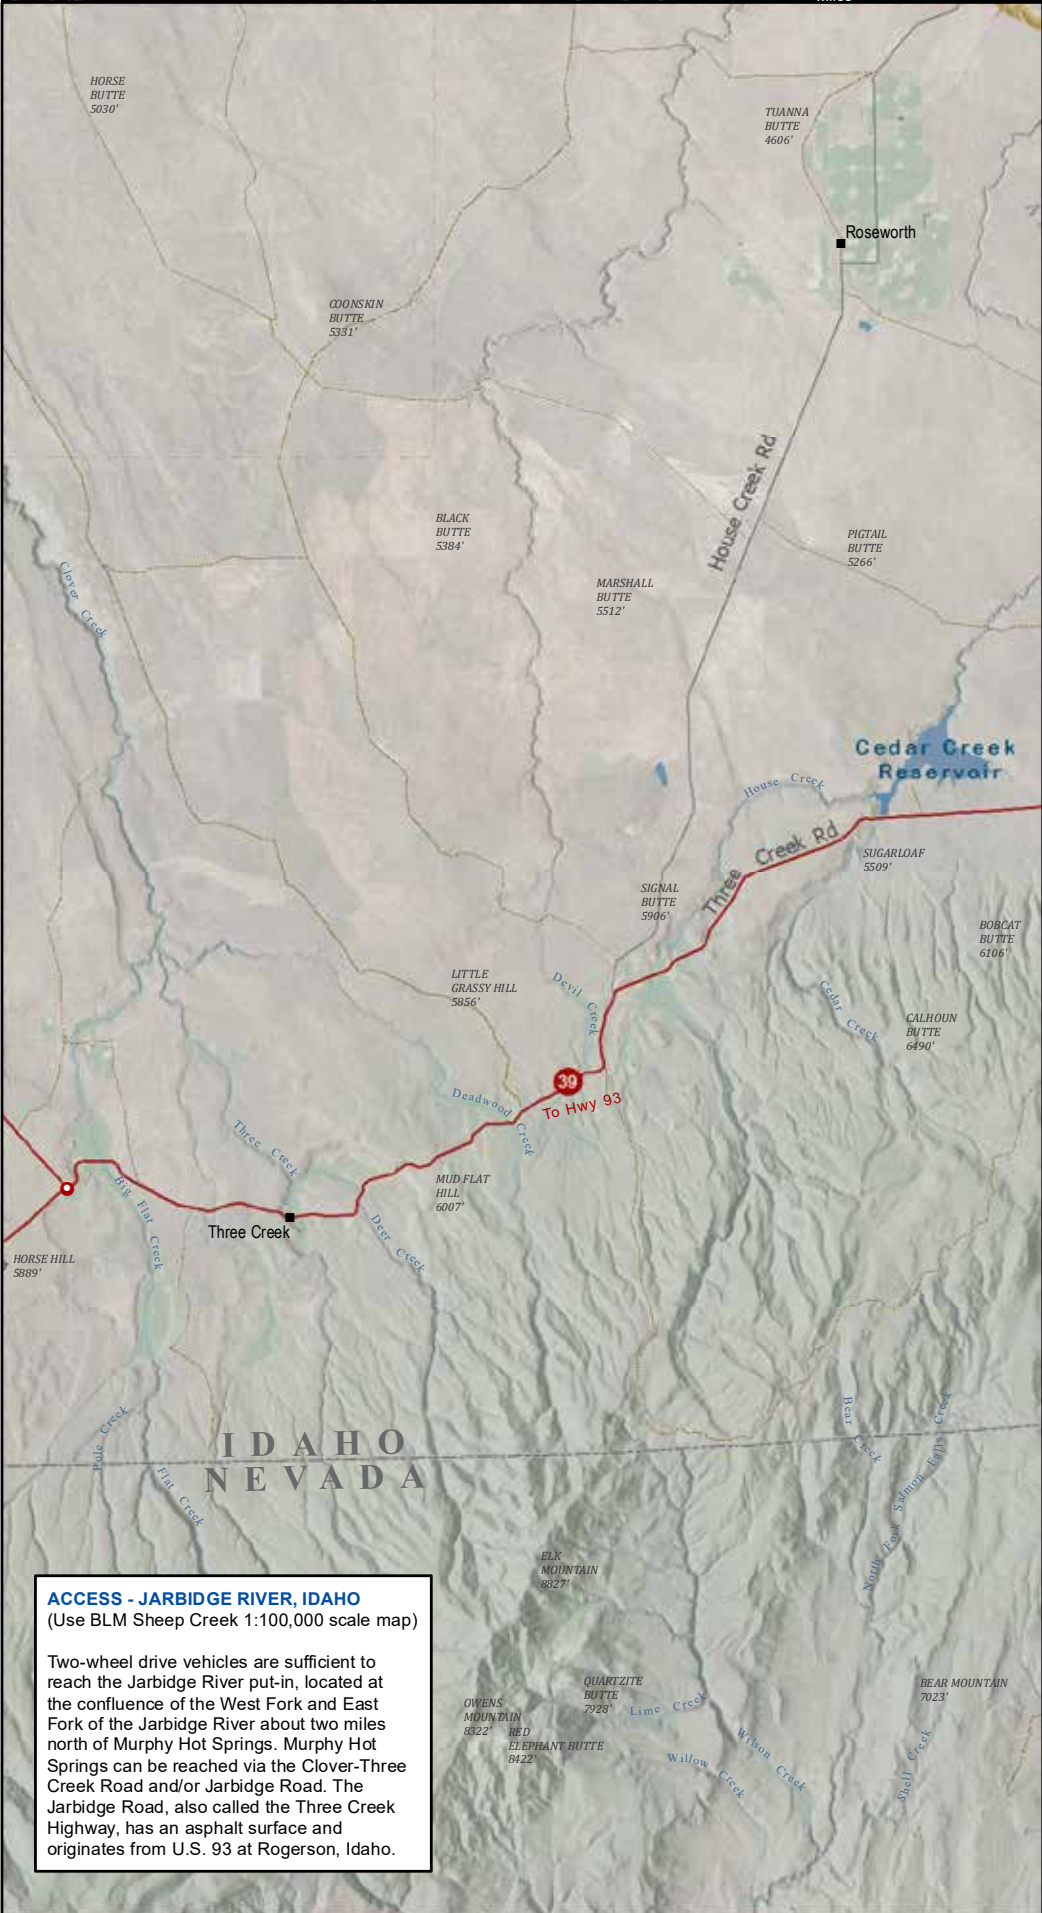 HORSE
BUTTE
5030'
TUANNA
BUTTE
4606'
Roseworth
COONSKIN
BUTTE
5331'
House Creek Rd
BLACK
BUTTE
5384'
PIGTAIL
BUTTE
5266'
MARSHALL
BUTTE
5512'
Clover Creek
Cedar Creek
Reservoir
House Creek
Three Creek Rd
SUGARLOAF
5509'
SIGNAL
BUTTE
5906'
BOBCAT
BUTTE
6106'
LITTLE
GRASSY HILL
5856'
Devil Creek
Cedar Creek
CALHOUN
BUTTE
6490'
39
To Hwy 93
Deadwood Creek
Three Creek
MUD FLAT
HILL
6007'
Big Flat Creek
Three Creek
Deer Creek
HORSE HILL
5889'
Pole Creek
Bear Creek
North Fork Salmon Falls Creek
IDAHO
NEVADA
Flat Creek
ELK
MOUNTAIN
8827'
QUARTZITE
BUTTE
7928'
BEAR MOUNTAIN
7023'
OWENS
MOUNTAIN
8322'
Lime Creek
RED
ELEPHANT BUTTE
8422'
Wilson Creek
Willow Creek
Shell Creek
ACCESS - JARBIDGE RIVER, IDAHO
(Use BLM Sheep Creek 1:100,000 scale map)
Two-wheel drive vehicles are sufficient to
reach the Jarbidge River put-in, located at
the confluence of the West Fork and East
Fork of the Jarbidge River about two miles
north of Murphy Hot Springs. Murphy Hot
Springs can be reached via the Clover-Three
Creek Road and/or Jarbidge Road. The
Jarbidge Road, also called the Three Creek
Highway, has an asphalt surface and
originates from U.S. 93 at Rogerson, Idaho.